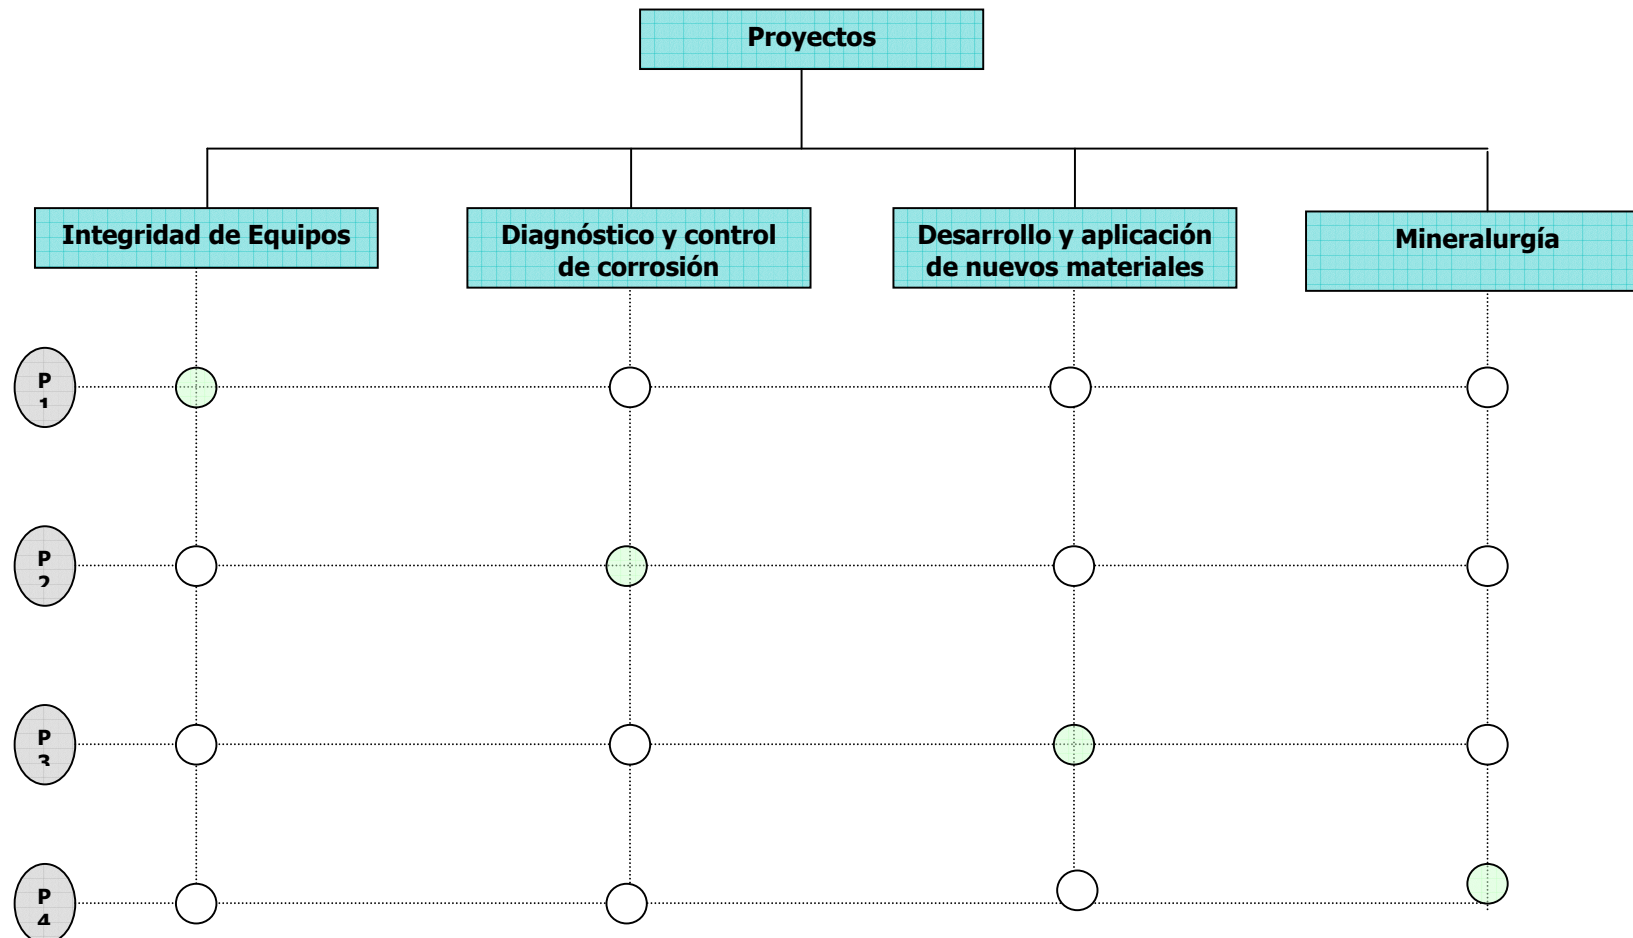 Proyectos
Integridad de Equipos
Diagnóstico y control
de corrosión
Desarrollo y aplicación
de nuevos materiales
Mineralurgía
P
1
P
2
P
3
P
4